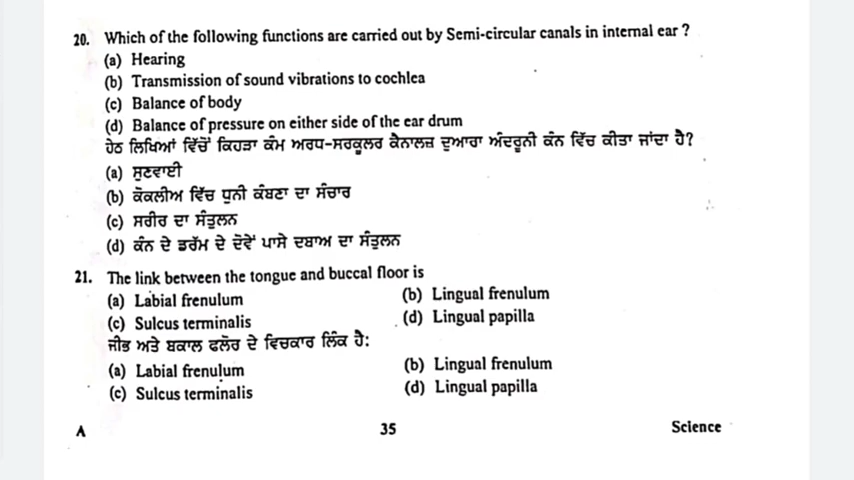 20. Which of the following functions are carried out by Semi-circular canals in internal ear ?
(a) Hearing
(b) Transmission of sound vibrations to cochlea
(c) Balance of body
(d) Balance of pressure on either side of the ear drum
ਹੇਠ ਲਿਖਿਆਂ ਵਿੱਚੋਂ ਕਿਹੜਾ ਕੰਮ ਅਰਧ-ਸਰਕੂਲਰ ਕੈਨਾਲਜ਼ ਦੁਆਰਾ ਅੰਦਰੂਨੀ ਕੰਨ ਵਿੱਚ ਕੀਤਾ ਜਾਂਦਾ ਹੈ?
(a) ਸੁਣਵਾਈ
(b) ਕੋਕਲੀਅ ਵਿੱਚ ਧੁਨੀ ਕੰਬਣਾ ਦਾ ਸੰਚਾਰ
(c) ਸਰੀਰ ਦਾ ਸੰਤੁਲਨ
(d) ਕੰਨ ਦੇ ਡਰੱਮ ਦੇ ਦੋਵੇਂ ਪਾਸੇ ਦਬਾਅ ਦਾ ਸੰਤੁਲਨ
21. The link between the tongue and buccal floor is
(a) Labial frenulum (b) Lingual frenulum
(c) Sulcus terminalis (d) Lingual papilla
ਜੀਭ ਅਤੇ ਬਕਾਲ ਫਲੋਰ ਦੇ ਵਿਚਕਾਰ ਲਿੰਕ ਹੈ:
(a) Labial frenulum (b) Lingual frenulum
(c) Sulcus terminalis (d) Lingual papilla
A 35 Science